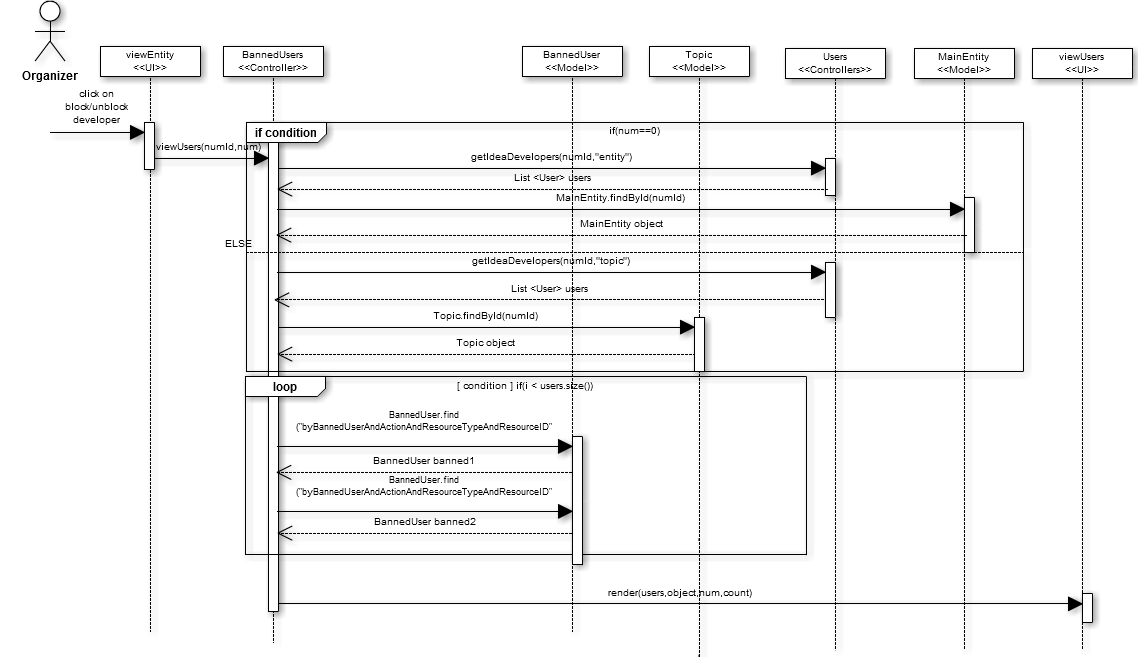 viewEntity
<<UI>>
BannedUsers
<<Controller>>
BannedUser
<<Model>>
Topic
<<Model>>
Users
<<Controllers>>
MainEntity
<<Model>>
viewUsers
<<UI>>
Organizer
click on
block/unblock
developer
if condition
if(num==0)
viewUsers(numId,num)
getIdeaDevelopers(numId,"entity")
List <User> users
MainEntity.findById(numId)
MainEntity object
ELSE
getIdeaDevelopers(numId,"topic")
List <User> users
Topic.findById(numId)
Topic object
loop
[ condition ] if(i < users.size())
BannedUser.find
("byBannedUserAndActionAndResourceTypeAndResourceID"
BannedUser banned1
BannedUser.find
("byBannedUserAndActionAndResourceTypeAndResourceID"
BannedUser banned2
render(users,object,num,count)